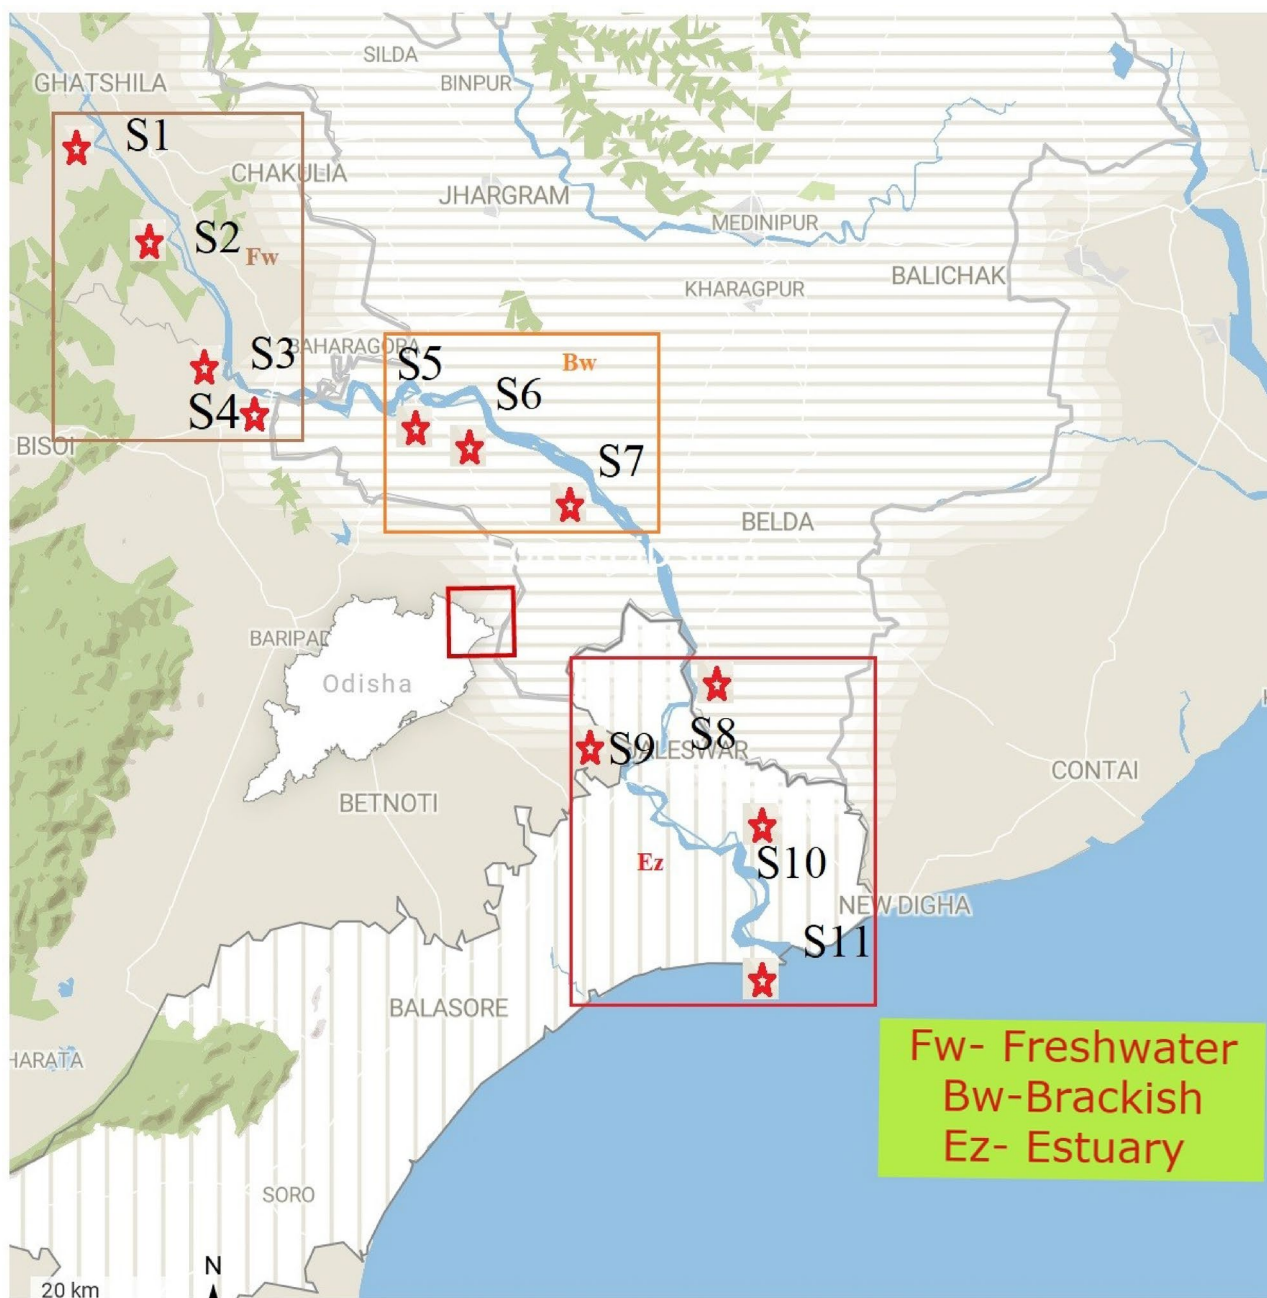 SILDA
GHATSHILA
BINPUR
S1
CHAKULIA
JHARGRAM
MEDINIPUR
S2
Fw
BALICHAK
KHARAGPUR
S3
BAHARAGORA
S5
Bw
S6
S4
BISOI
S7
BELDA
BARIPAD
Odisha
S8
S9
JALESWAR
CONTAI
BETNOTI
Ez
S10
NEW DIGHA
S11
BALASORE
Fw- Freshwater
Bw-Brackish
Ez- Estuary
HARATA
SORO
N
20 km